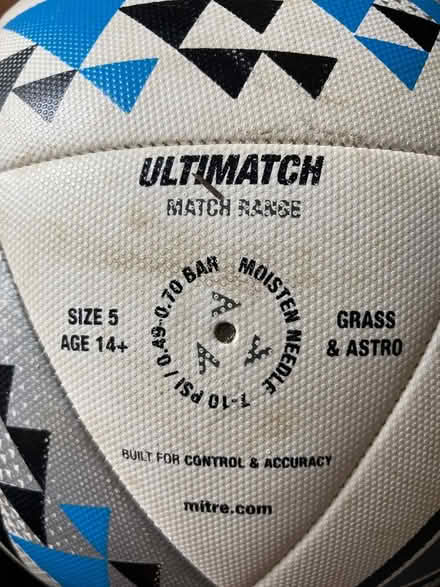 ULTIMATCH
MATCH RANGE
7-10 PSI / 0.49-0.70 BAR
MOISTEN NEEDLE
SIZE 5
AGE 14+
GRASS
& ASTRO
BUILT FOR CONTROL & ACCURACY
mitre.com